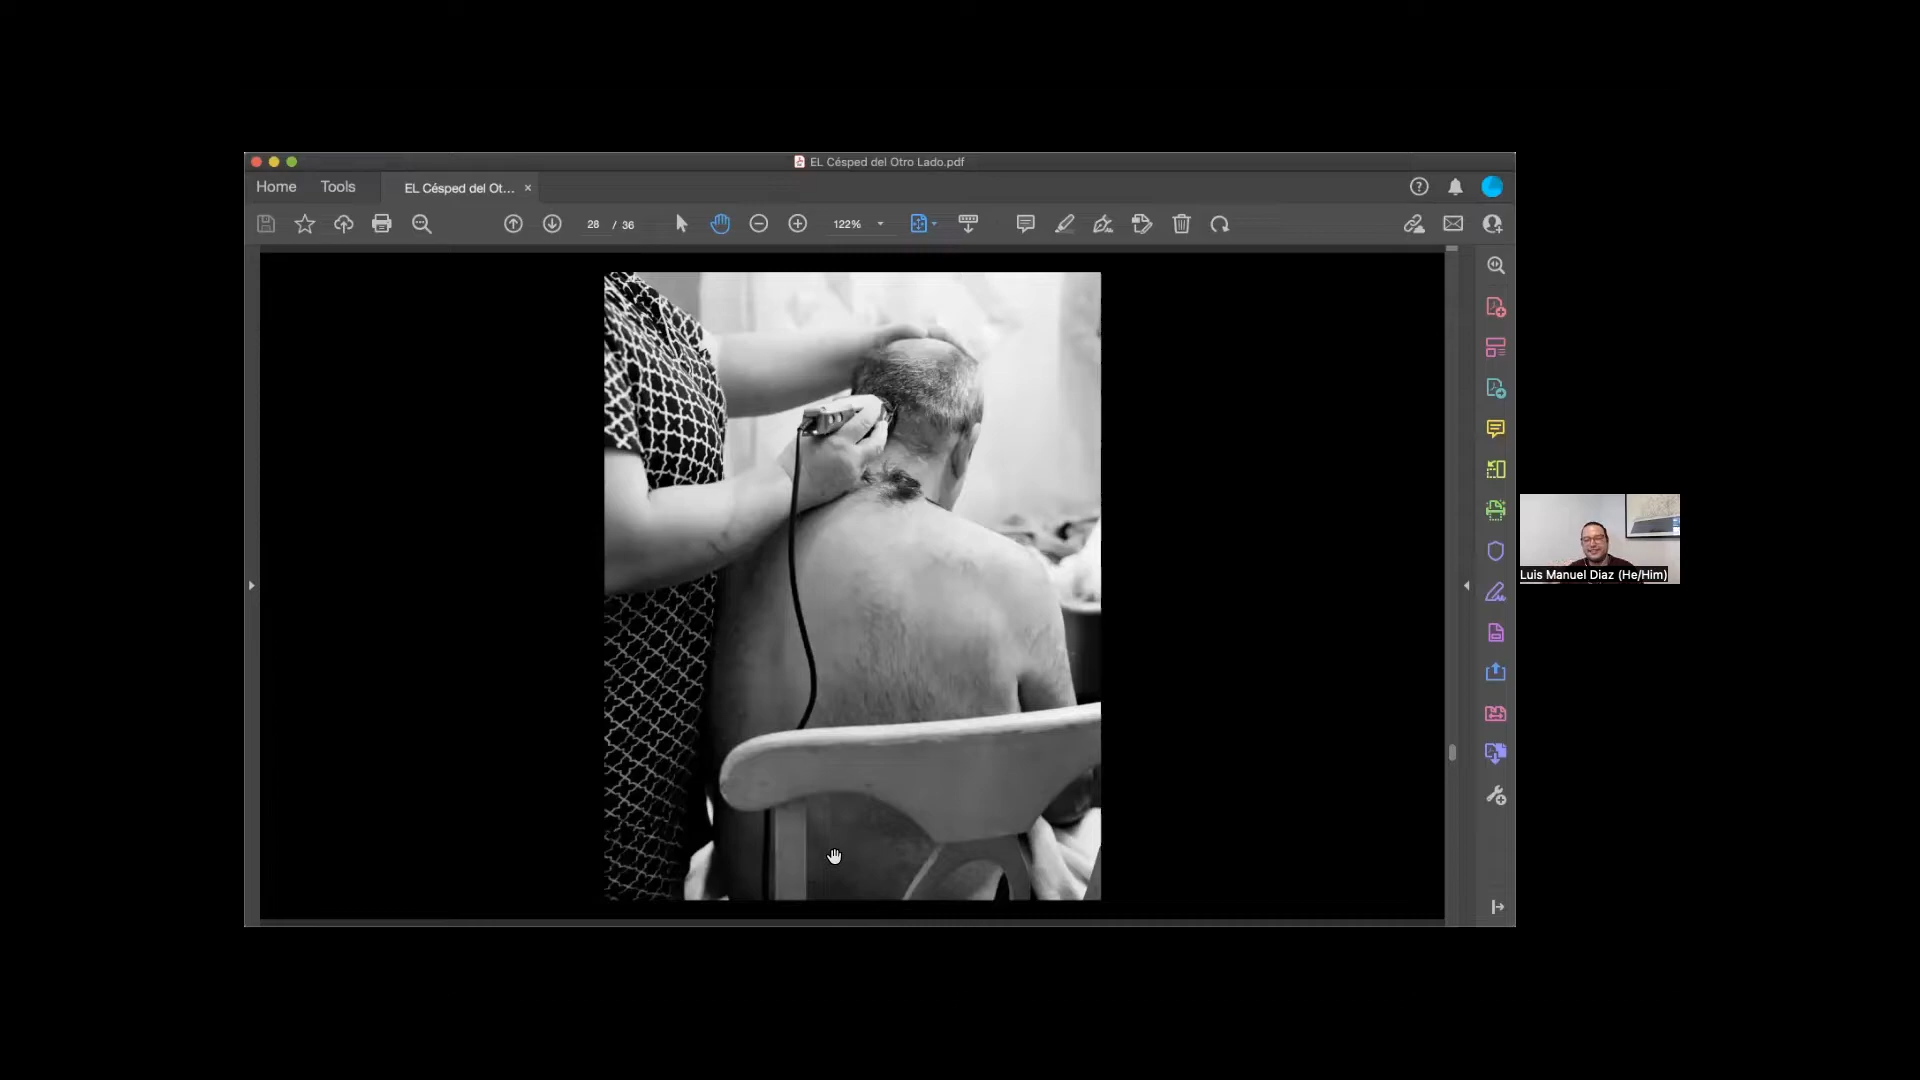 EL Césped del Otro Lado.pdf
Home Tools EL Césped del Ot... ×
28 / 36 122%
Luis Manuel Diaz (He/Him)